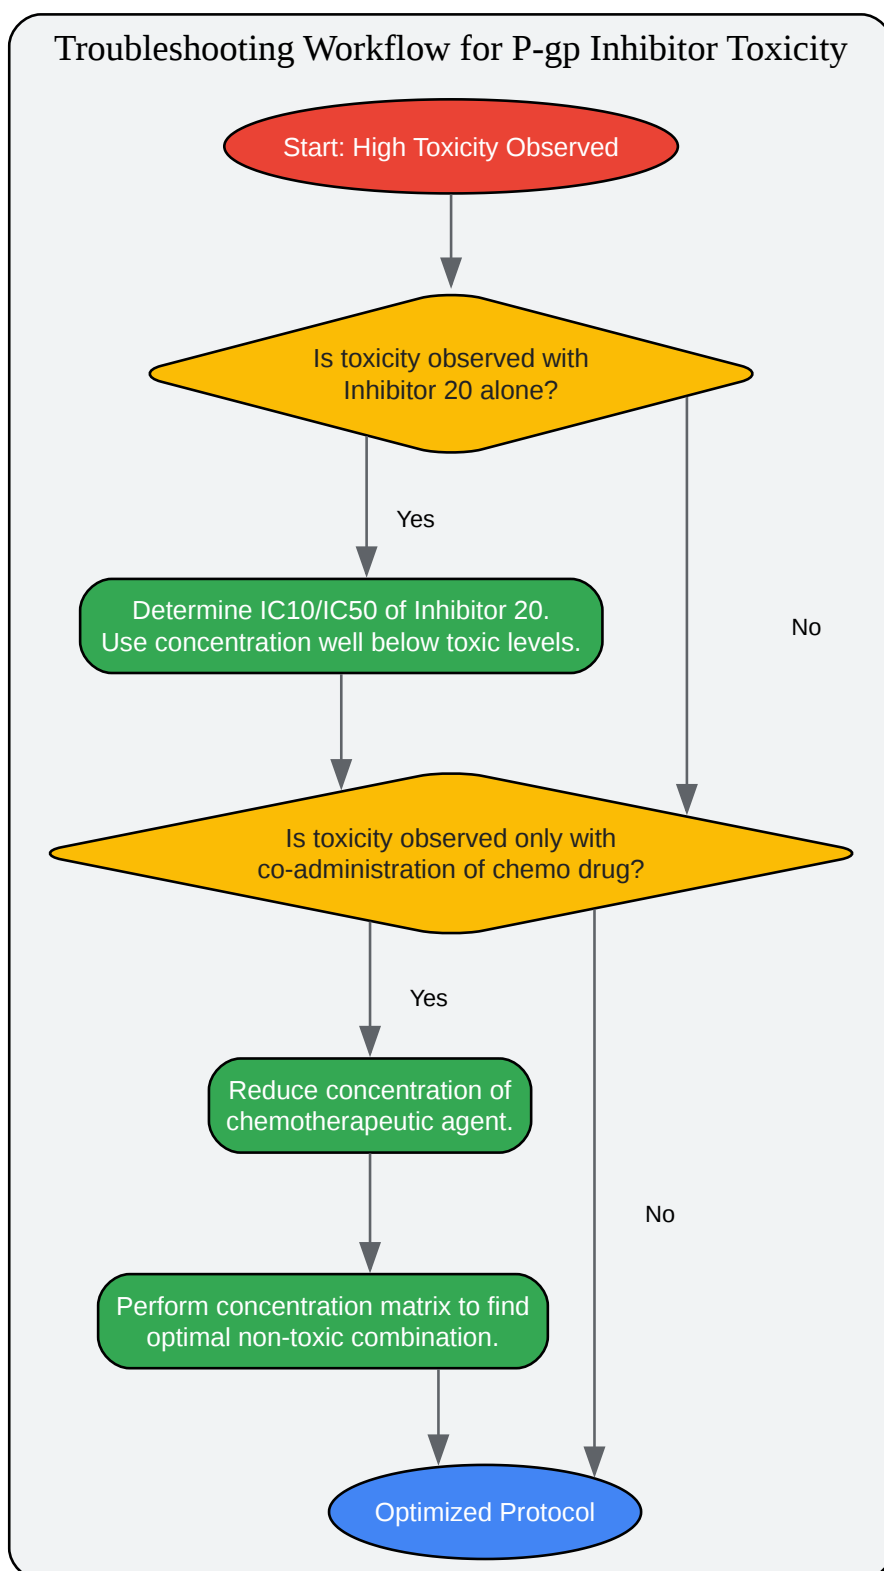 Troubleshooting Workflow for P-gp Inhibitor Toxicity
Start: High Toxicity Observed
Is toxicity observed with
Inhibitor 20 alone?
Yes
Determine IC10/IC50 of Inhibitor 20.
Use concentration well below toxic levels.
No
Is toxicity observed only with
co-administration of chemo drug?
Yes
Reduce concentration of
chemotherapeutic agent.
No
Perform concentration matrix to find
optimal non-toxic combination.
Optimized Protocol